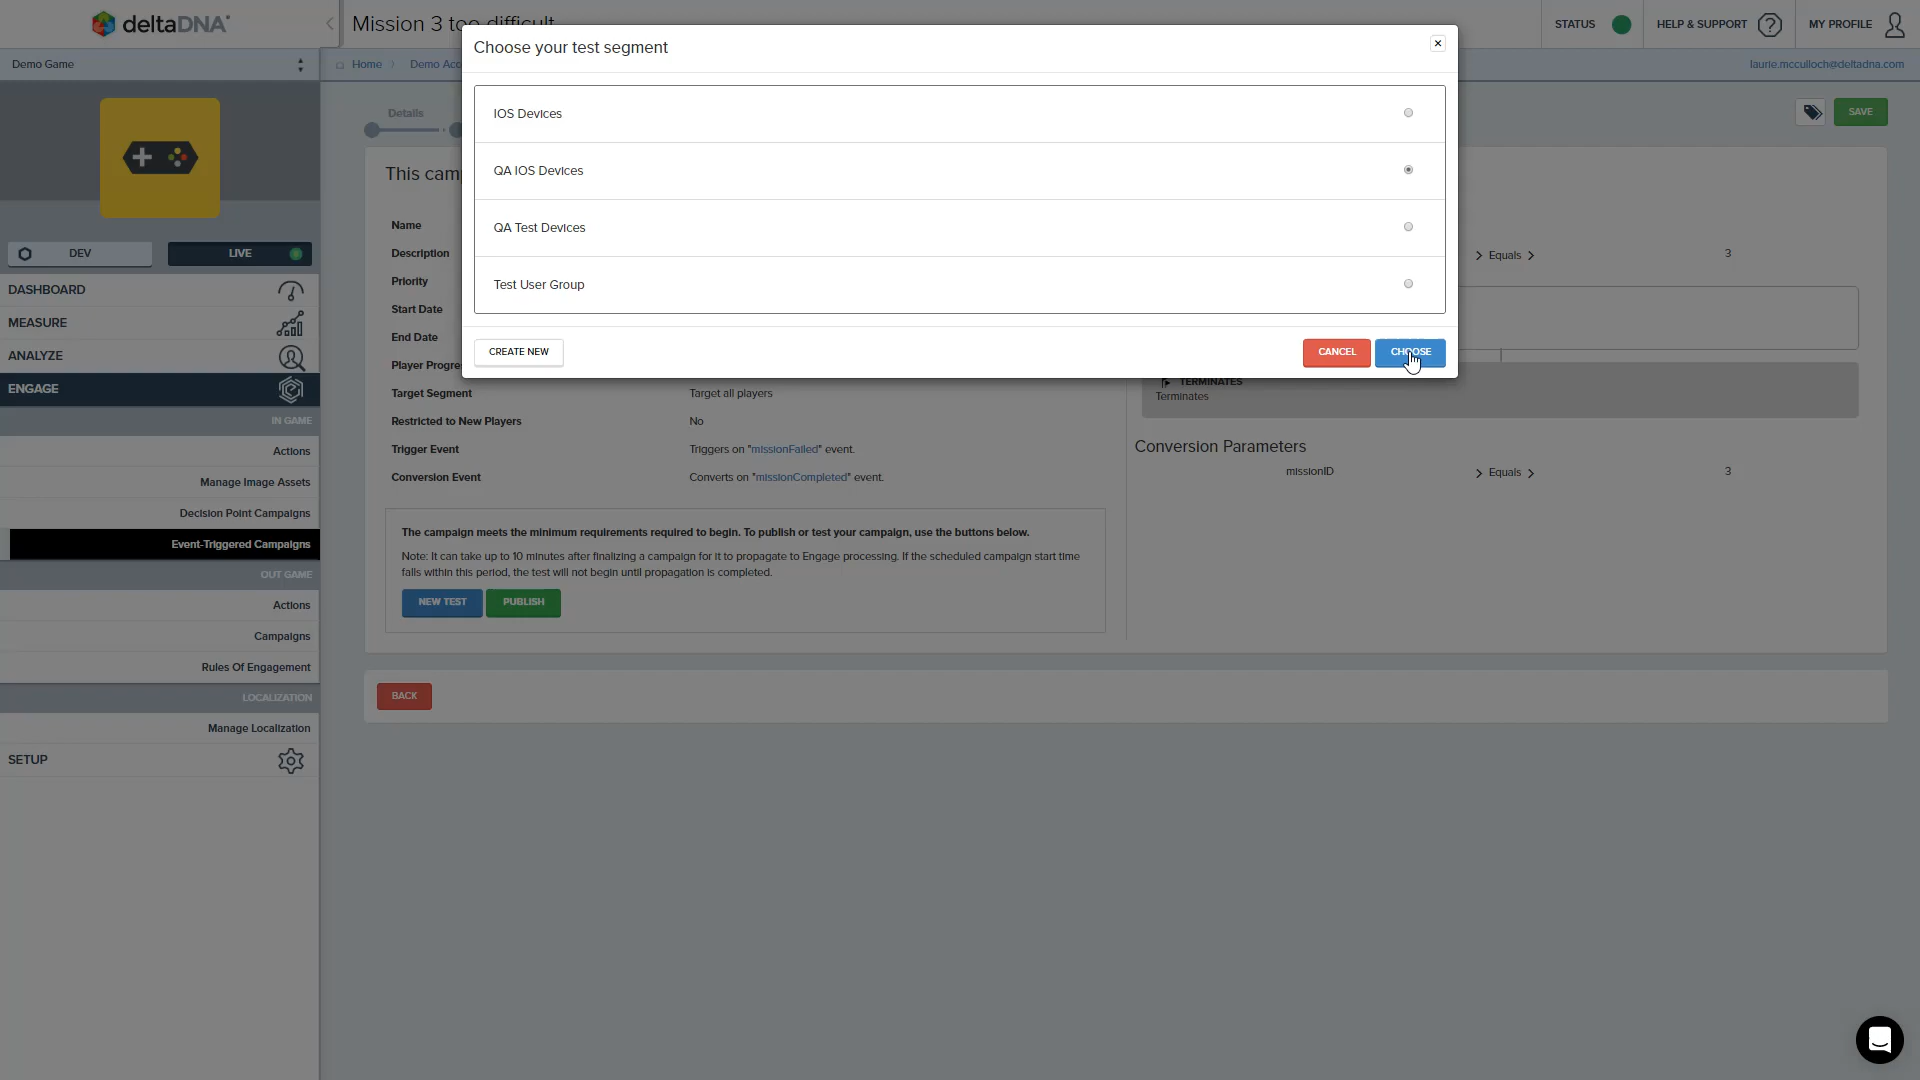 deltaDNA
Mission 3 too difficult
STATUS
HELP & SUPPORT
MY PROFILE
Demo Game
Home
Demo Acc
laurie.mcculloch@deltadna.com
Choose your test segment
IOS Devices
QA IOS Devices
QA Test Devices
Test User Group
CREATE NEW
CANCEL
CHOOSE
Details
SAVE
This cam
DEV
LIVE
DASHBOARD
MEASURE
ANALYZE
ENGAGE
IN GAME
Actions
Manage Image Assets
Decision Point Campaigns
Event-Triggered Campaigns
OUT GAME
Actions
Campaigns
Rules Of Engagement
LOCALIZATION
Manage Localization
SETUP
Name
Description
Priority
Start Date
End Date
Player Progre
Target Segment Target all players
Restricted to New Players No
Trigger Event Triggers on "missionFailed" event.
Conversion Event Converts on "missionCompleted" event.
The campaign meets the minimum requirements required to begin. To publish or test your campaign, use the buttons below.
Note: It can take up to 10 minutes after finalizing a campaign for it to propagate to Engage processing. If the scheduled campaign start time
falls within this period, the test will not begin until propagation is completed.
NEW TEST
PUBLISH
BACK
Equals 3
TERMINATES
Terminates
Conversion Parameters
missionID Equals 3